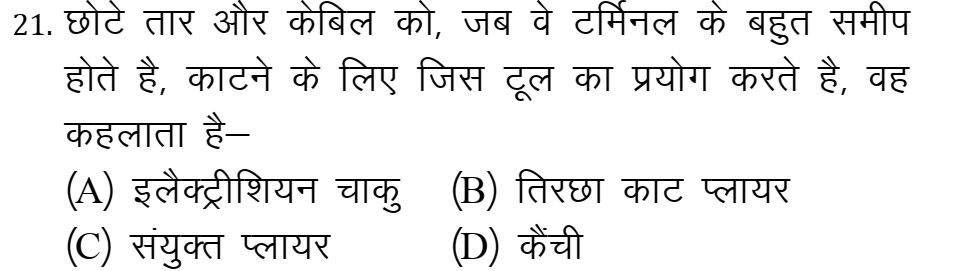 21. छोटे तार और केबिल को, जब वे टर्मिनल के बहुत समीप
होते है, काटने के लिए जिस टूल का प्रयोग करते है, वह
कहलाता है—
(A) इलैक्ट्रीशियन चाकु (B) तिरछा काट प्लायर
(C) संयुक्त प्लायर (D) कैंची